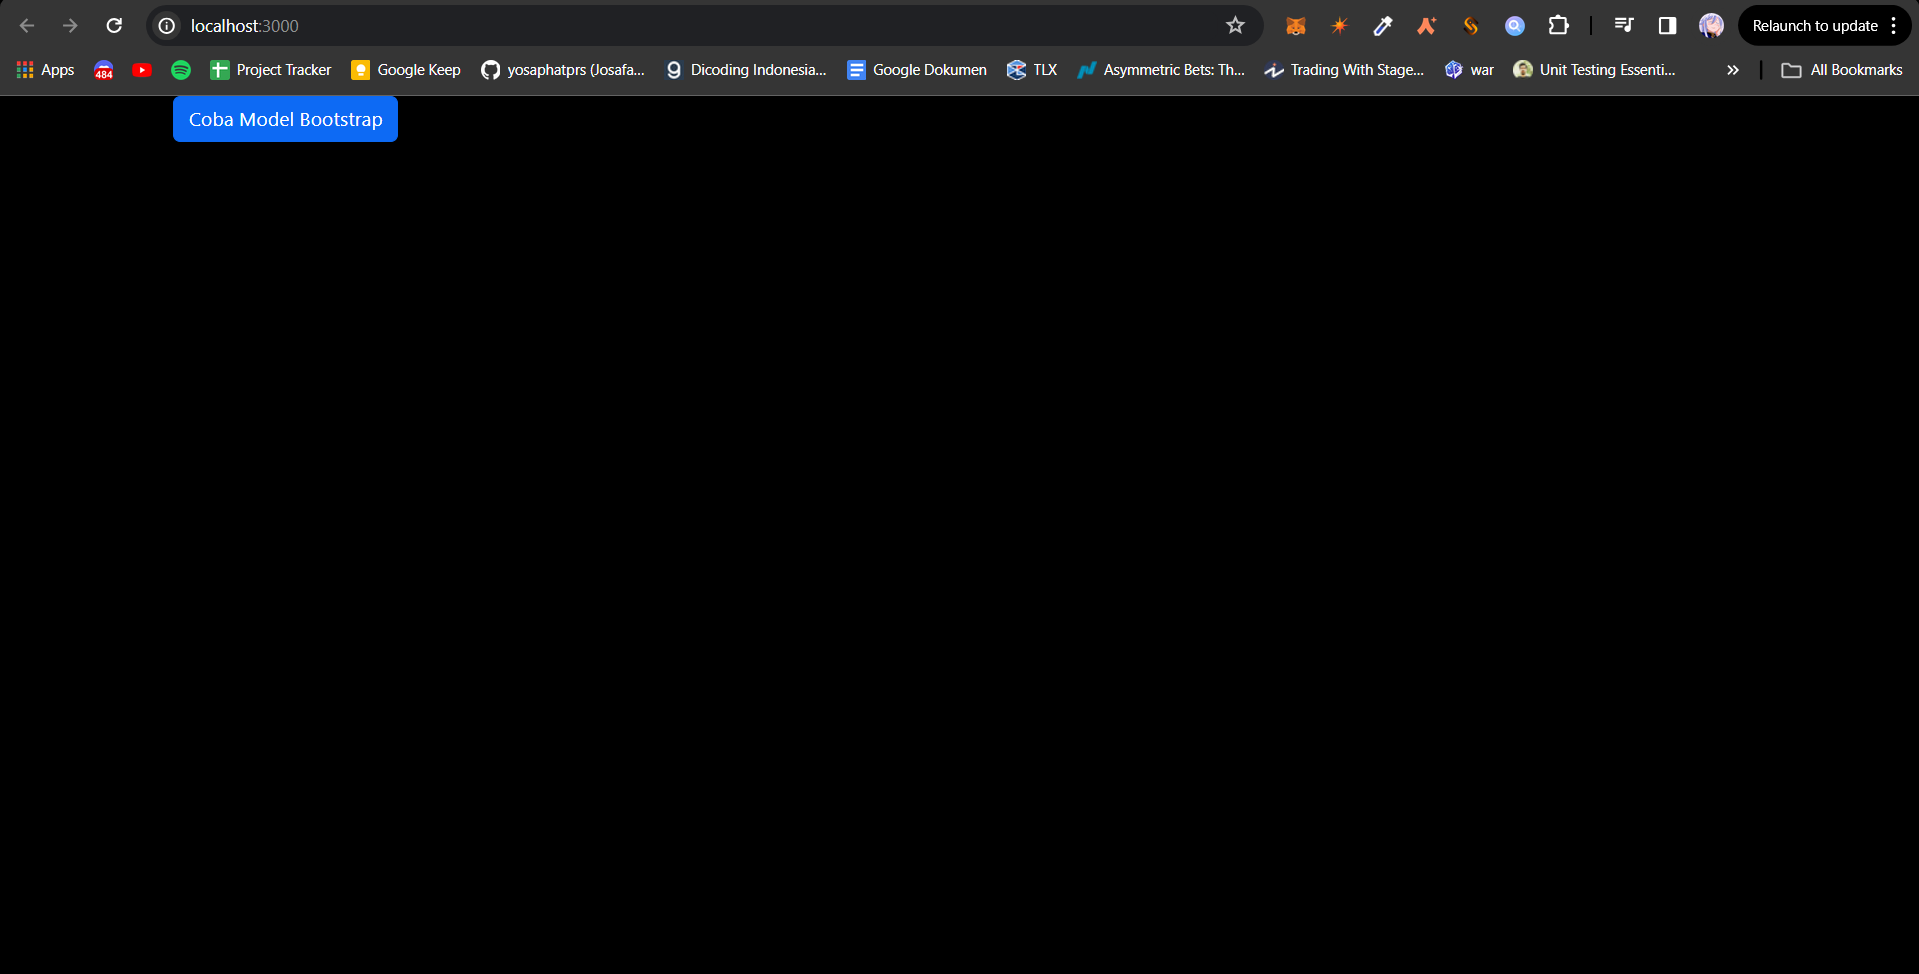 localhost:3000
Relaunch to update
Apps
484
Project Tracker
Google Keep
yosaphatprs (Josafa...
Dicoding Indonesia...
Google Dokumen
TLX
Asymmetric Bets: Th...
Trading With Stage...
war
Unit Testing Essenti...
All Bookmarks
Coba Model Bootstrap